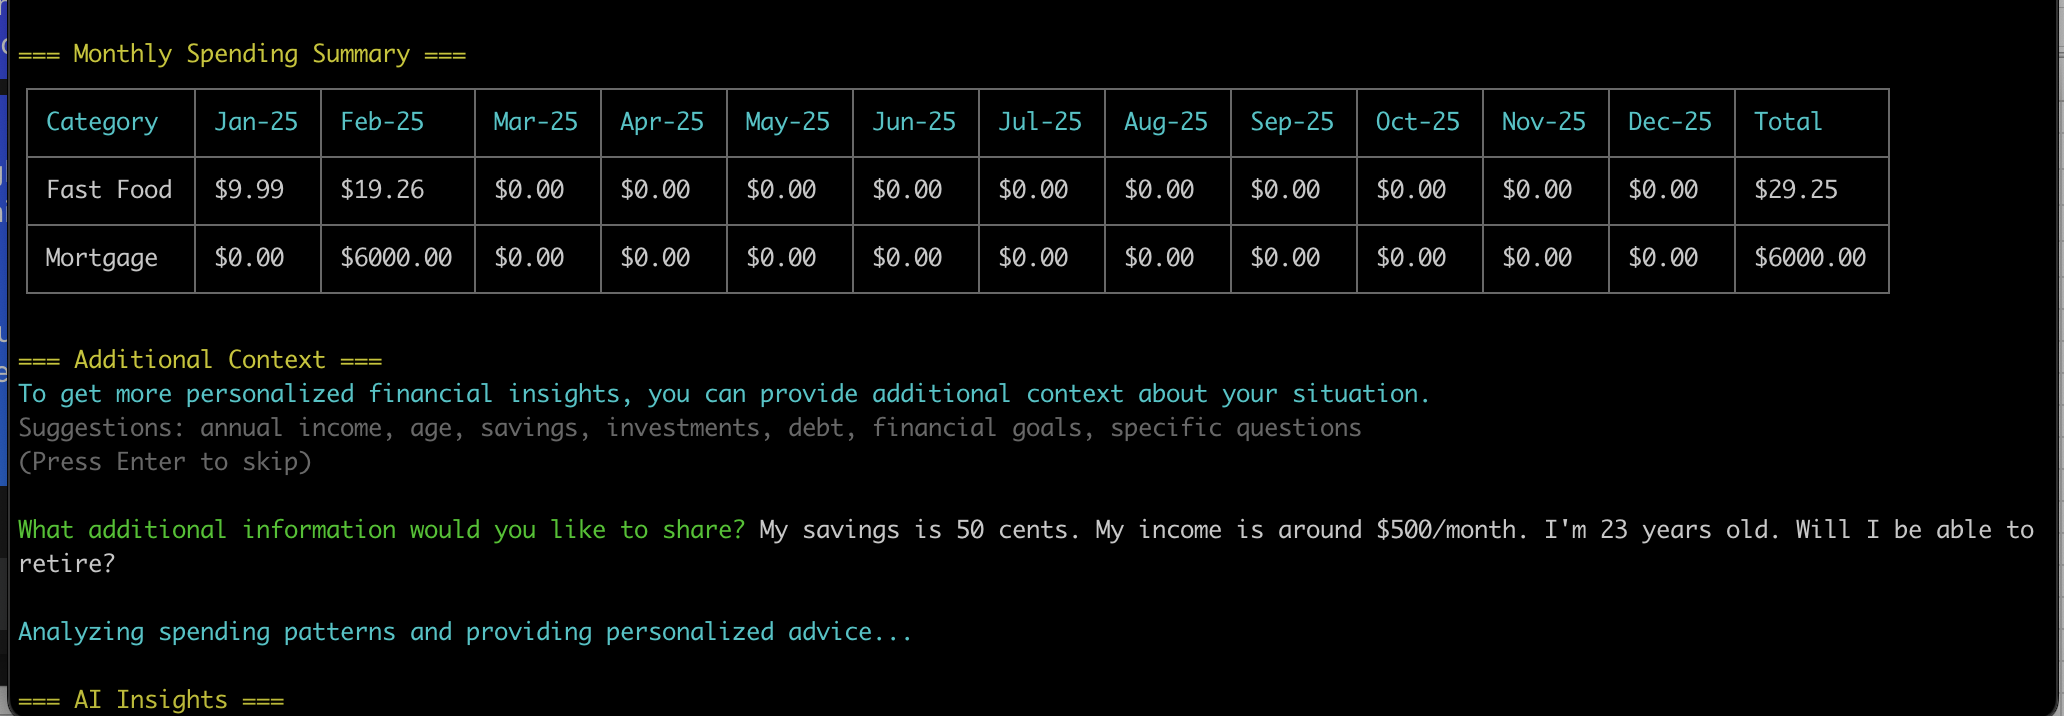 === Monthly Spending Summary ===
Category Jan-25 Feb-25 Mar-25 Apr-25 May-25 Jun-25 Jul-25 Aug-25 Sep-25 Oct-25 Nov-25 Dec-25 Total
Fast Food $9.99 $19.26 $0.00 $0.00 $0.00 $0.00 $0.00 $0.00 $0.00 $0.00 $0.00 $0.00 $29.25
Mortgage $0.00 $6000.00 $0.00 $0.00 $0.00 $0.00 $0.00 $0.00 $0.00 $0.00 $0.00 $0.00 $6000.00
=== Additional Context ===
To get more personalized financial insights, you can provide additional context about your situation.
Suggestions: annual income, age, savings, investments, debt, financial goals, specific questions
(Press Enter to skip)
What additional information would you like to share? My savings is 50 cents. My income is around $500/month. I'm 23 years old. Will I be able to
retire?
Analyzing spending patterns and providing personalized advice...
=== AI Insights ===